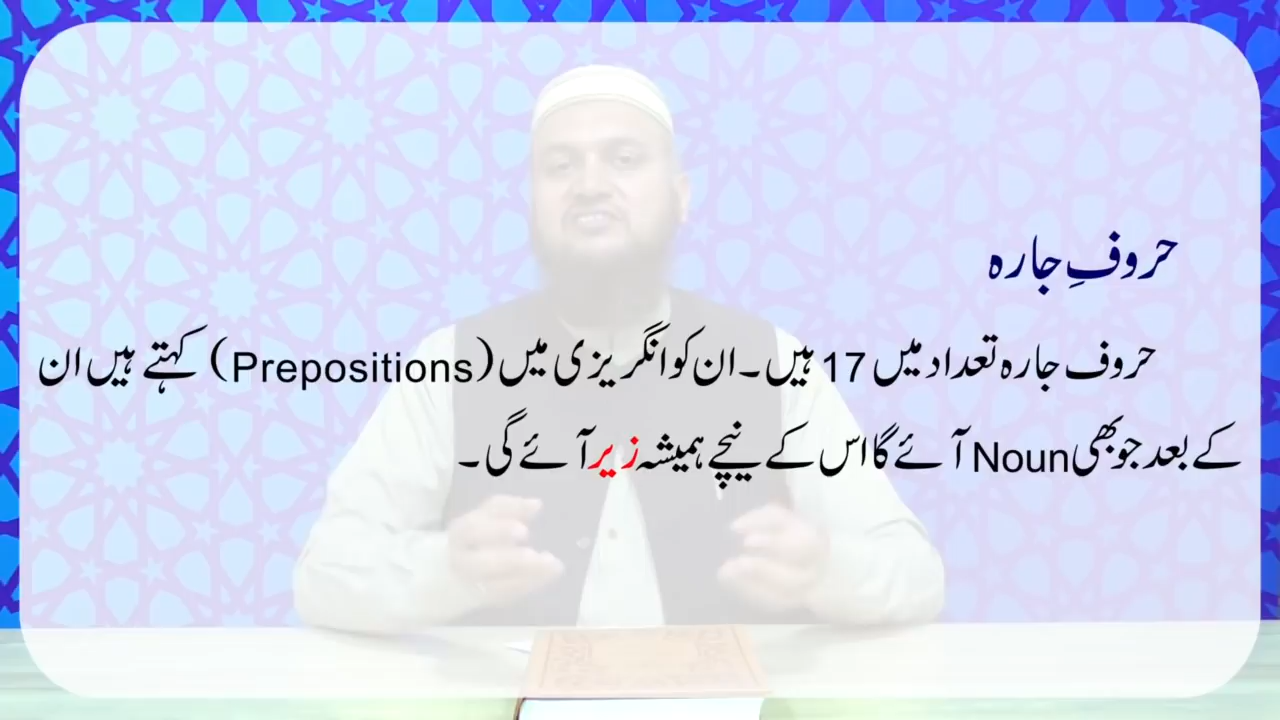 حروفِ جارہ
حروف جارہ تعداد میں 17 ہیں۔ ان کو انگریزی میں (Prepositions) کہتے ہیں ان
کے بعد جو بھی Noun آئے گا اس کے نیچے ہمیشہ زیر آئے گی۔